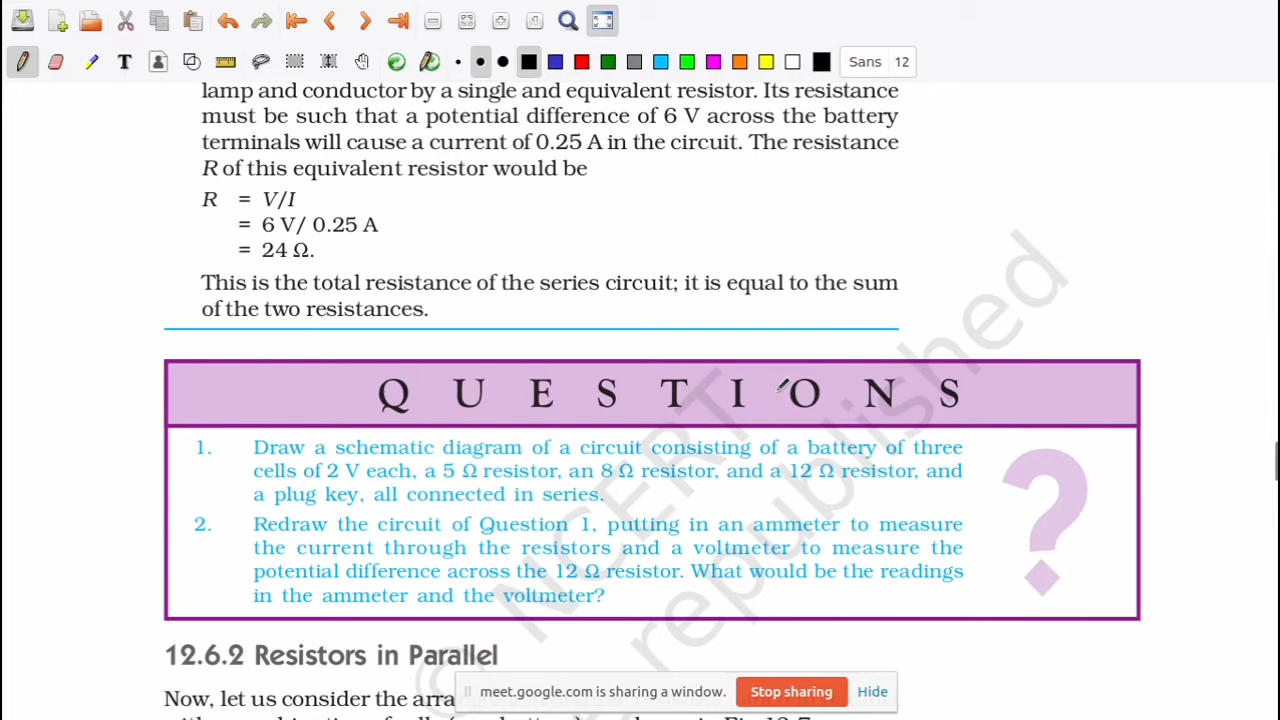 T
Sans 12
lamp and conductor by a single and equivalent resistor. Its resistance
must be such that a potential difference of 6 V across the battery
terminals will cause a current of 0.25 A in the circuit. The resistance
R of this equivalent resistor would be
R = V/I
= 6 V/ 0.25 A
= 24 Ω.
This is the total resistance of the series circuit; it is equal to the sum
of the two resistances.
QUESTIONS
1. Draw a schematic diagram of a circuit consisting of a battery of three
cells of 2 V each, a 5 Ω resistor, an 8 Ω resistor, and a 12 Ω resistor, and
a plug key, all connected in series.
2. Redraw the circuit of Question 1, putting in an ammeter to measure
the current through the resistors and a voltmeter to measure the
potential difference across the 12 Ω resistor. What would be the readings
in the ammeter and the voltmeter?
?
© NCERT
republished
12.6.2 Resistors in Parallel
Now, let us consider the arra
meet.google.com is sharing a window. Stop sharing Hide